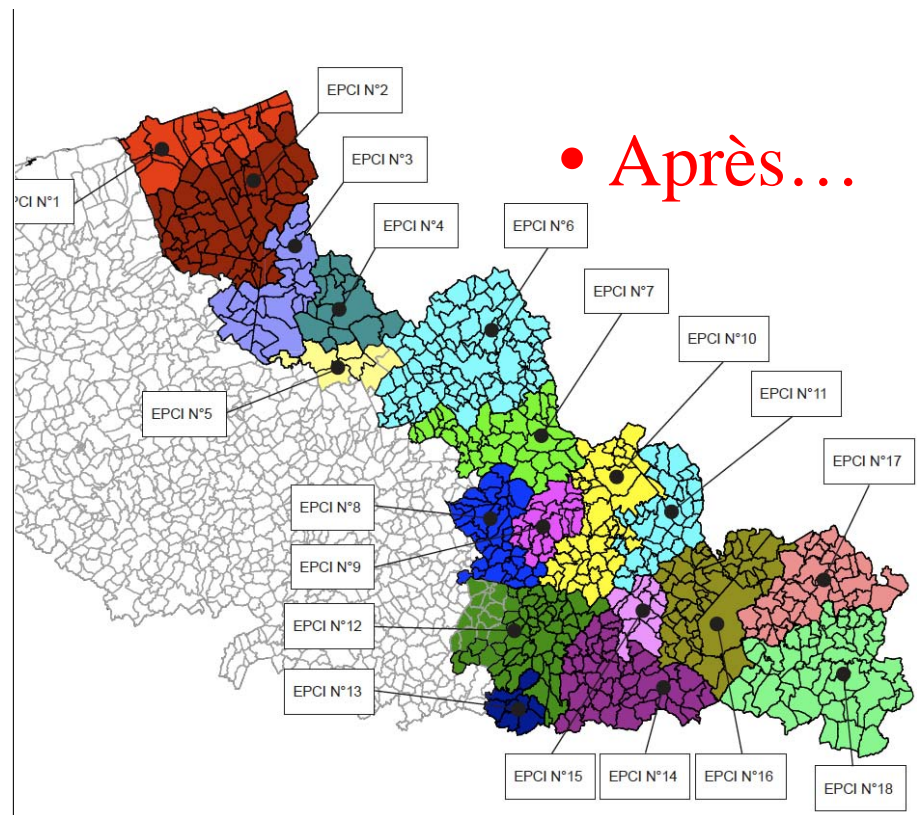 EPCI N°2
• Après…
EPCI N°3
PCI N°1
EPCI N°4
EPCI N°6
EPCI N°7
EPCI N°10
EPCI N°5
EPCI N°11
EPCI N°17
EPCI N°8
EPCI N°9
EPCI N°12
EPCI N°13
EPCI N°15
EPCI N°14
EPCI N°16
EPCI N°18